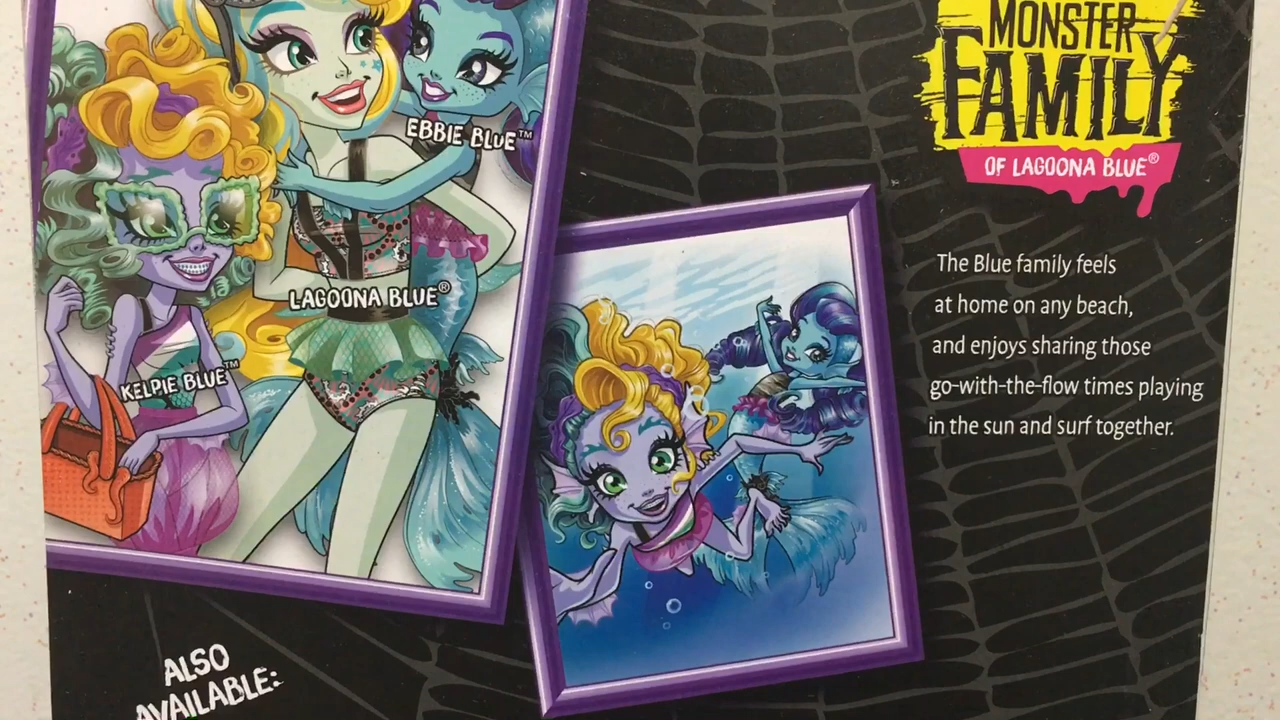 MONSTER
FAMILY
OF LAGOONA BLUE®
EBBIE BLUE™
LAGOONA BLUE®
KELPIE BLUE™
The Blue family feels
at home on any beach,
and enjoys sharing those
go-with-the-flow times playing
in the sun and surf together.
ALSO
AVAILABLE: